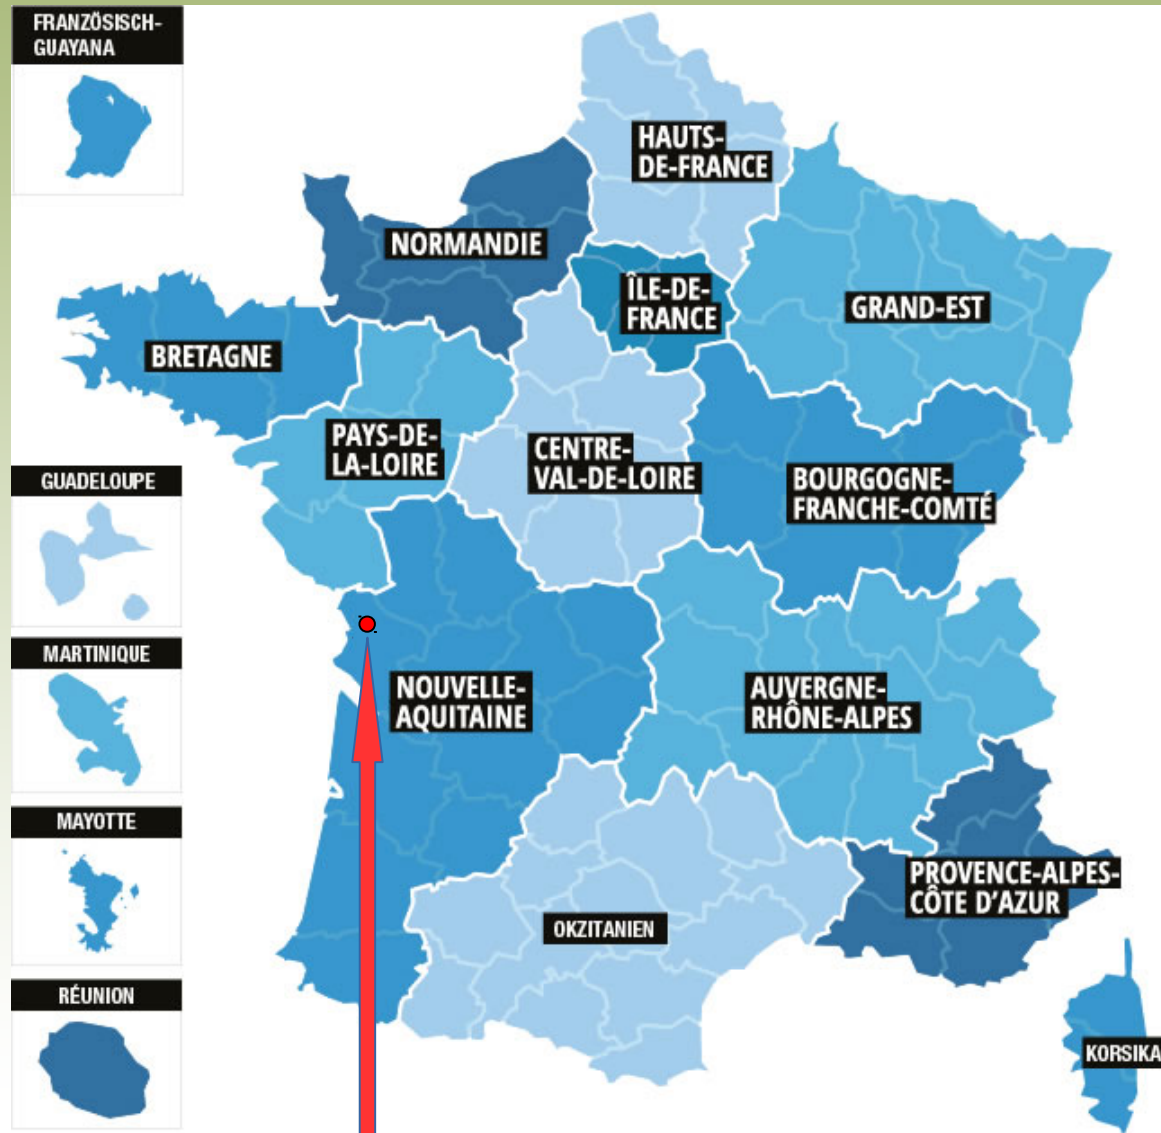 FRANZÖSISCH-
GUAYANA
HAUTS-
DE-FRANCE
NORMANDIE
ÎLE-DE-
FRANCE
GRAND-EST
BRETAGNE
PAYS-DE-
LA-LOIRE
CENTRE-
VAL-DE-LOIRE
BOURGOGNE-
FRANCHE-COMTÉ
GUADELOUPE
MARTINIQUE
NOUVELLE-
AQUITAINE
AUVERGNE-
RHÔNE-ALPES
MAYOTTE
PROVENCE-ALPES-
CÔTE D'AZUR
OKZITANIEN
RÉUNION
KORSIKA